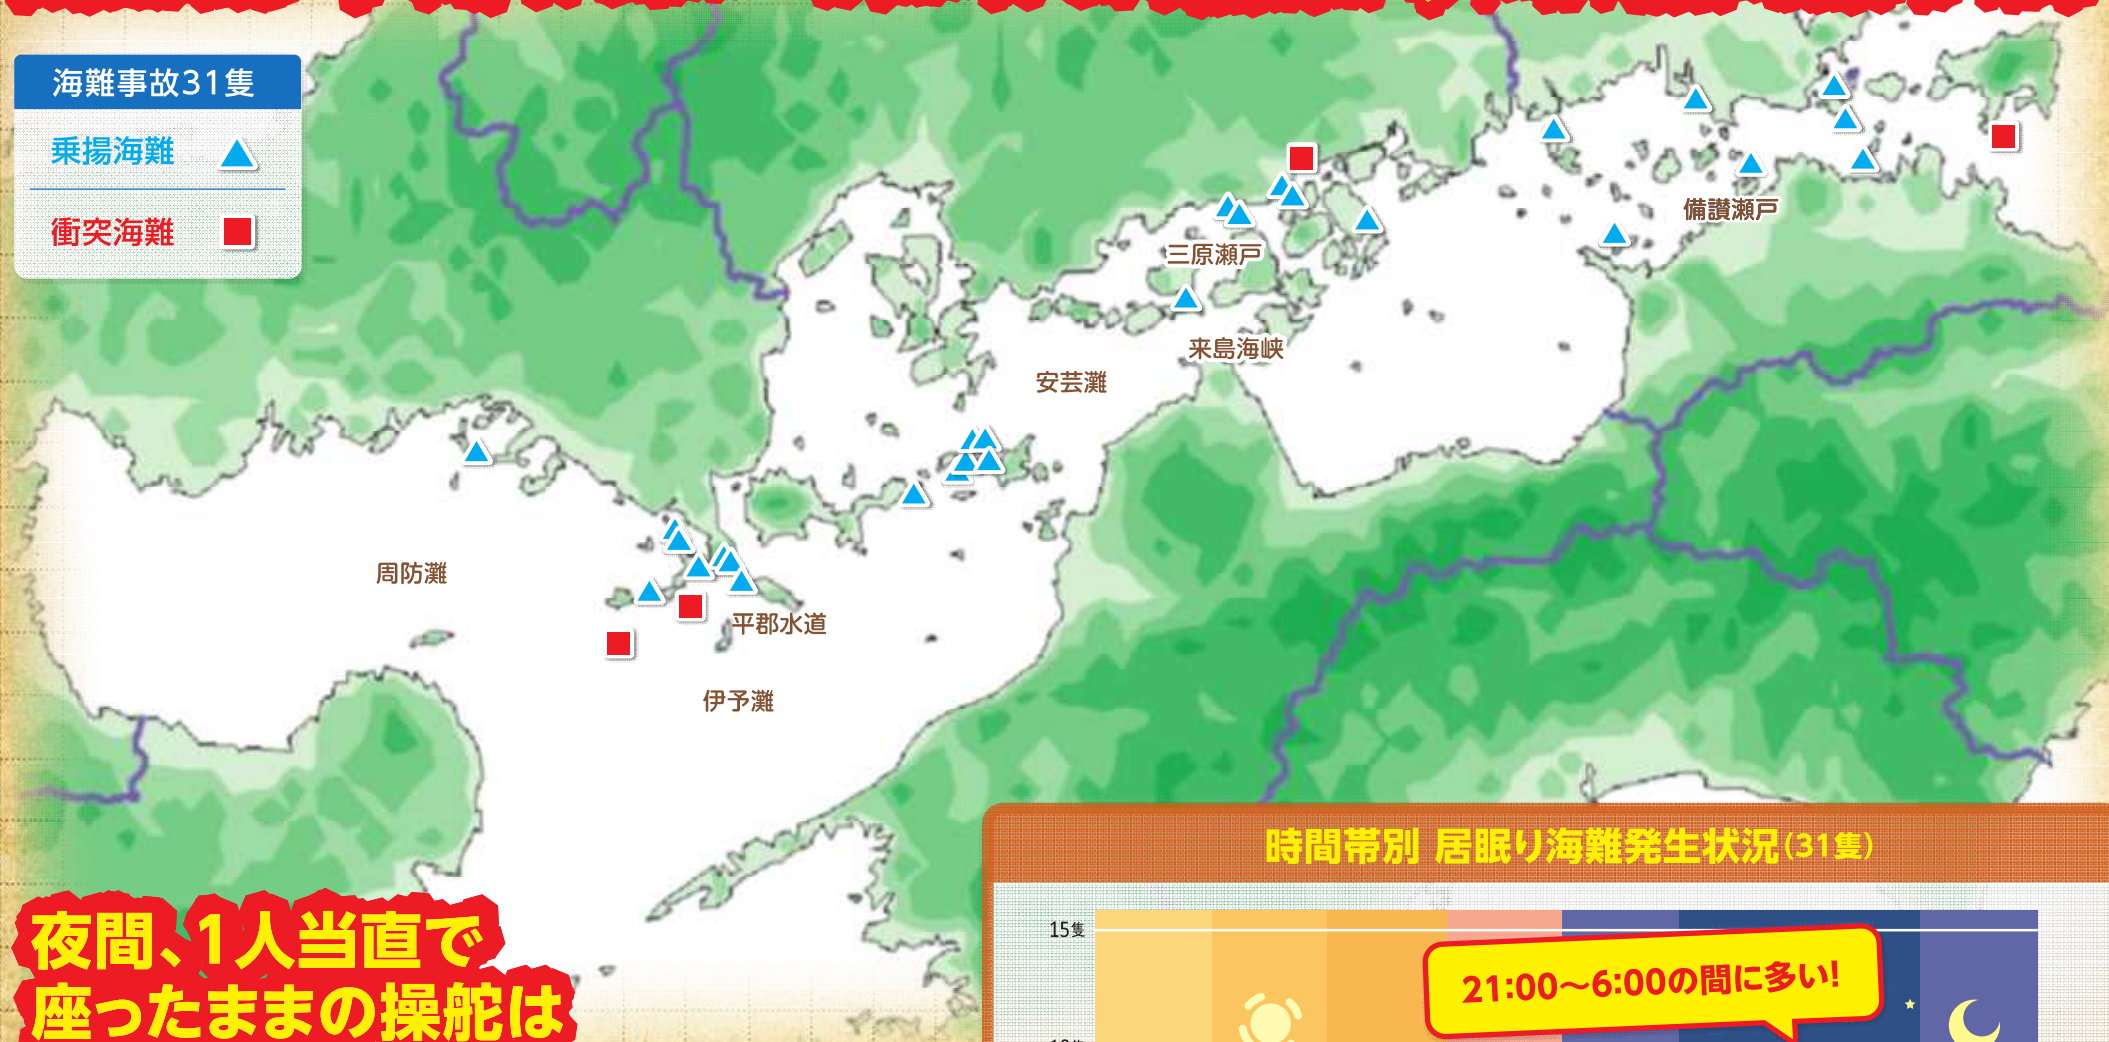 海難事故31隻
乗揚海難
衝突海難
備讃瀬戸
三原瀬戸
来島海峡
安芸灘
周防灘
平郡水道
伊予灘
夜間、1人当直で
座ったままの操舵は
時間帯別 居眠り海難発生状況(31隻)
15隻
21:00～6:00の間に多い!